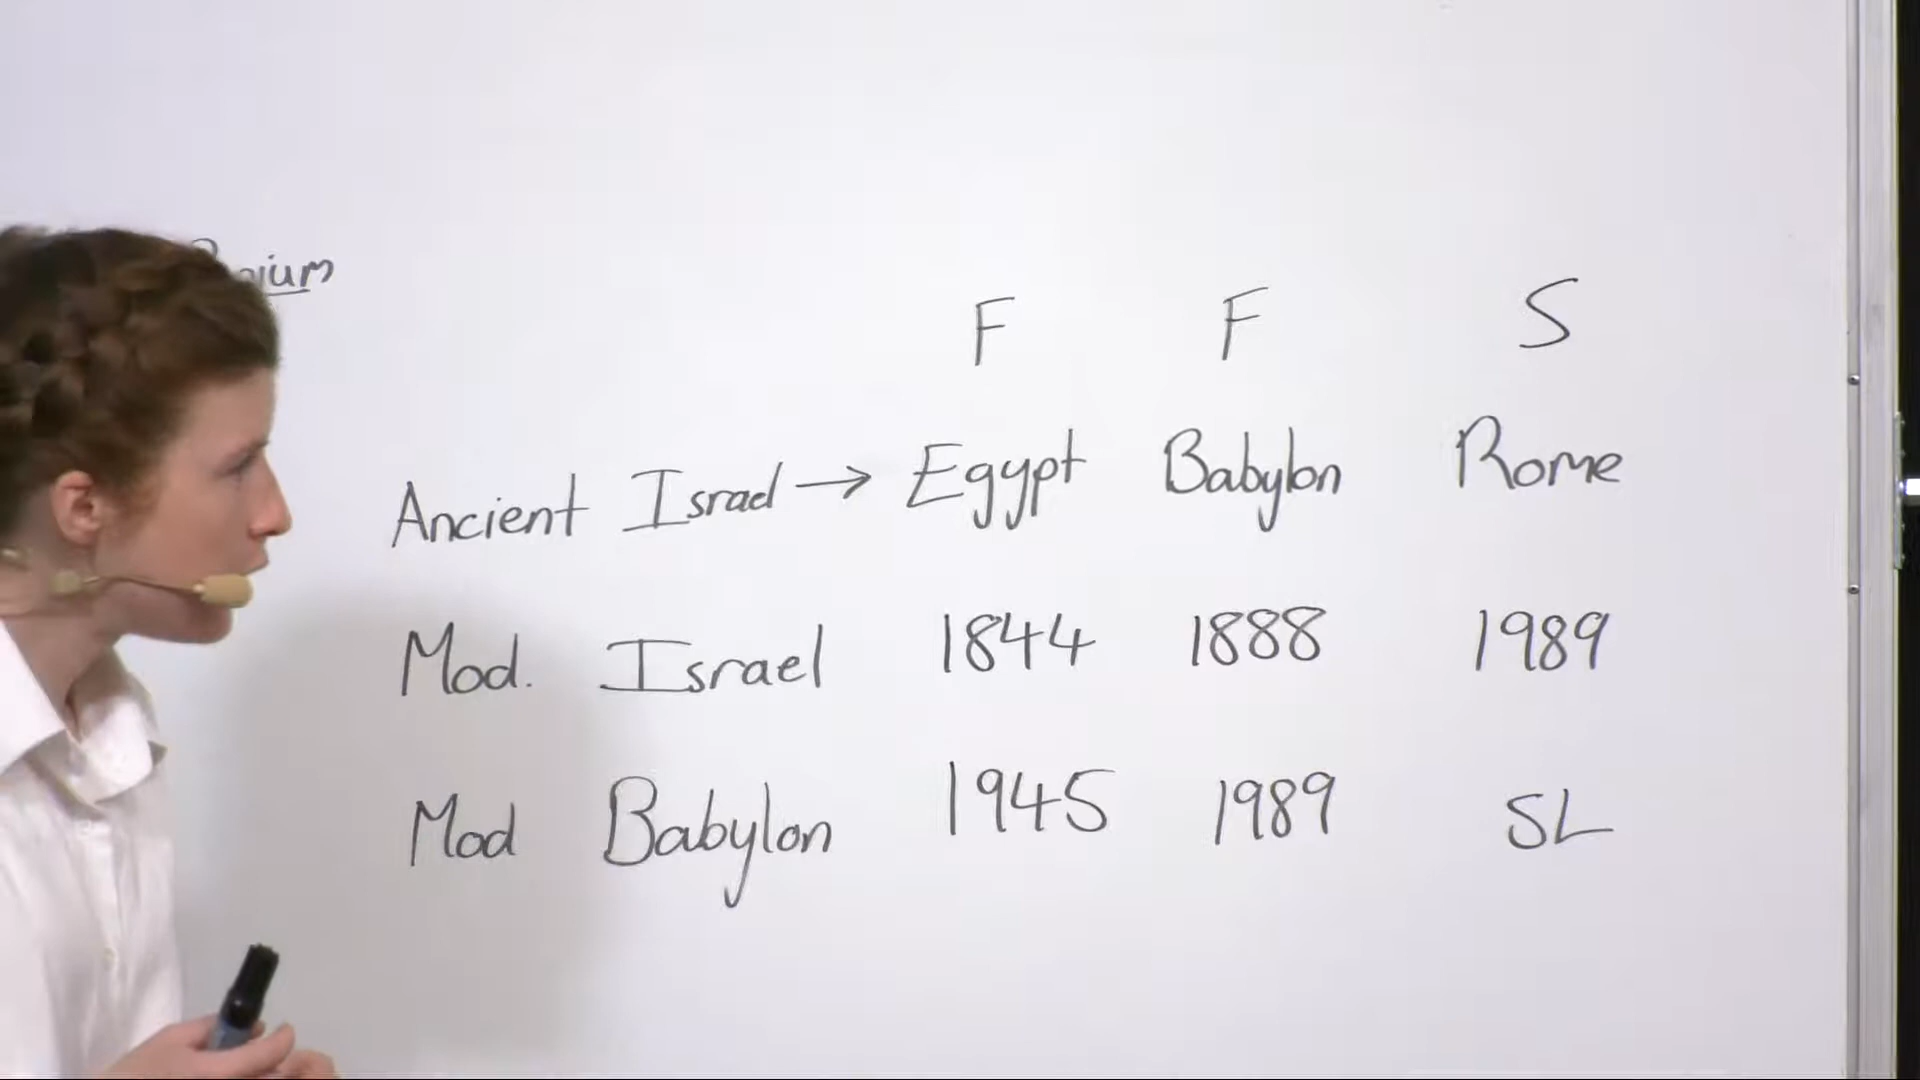 F F S
Ancient Israel → Egypt Babylon Rome
Mod. Israel 1844 1888 1989
Mod Babylon 1945 1989 SL